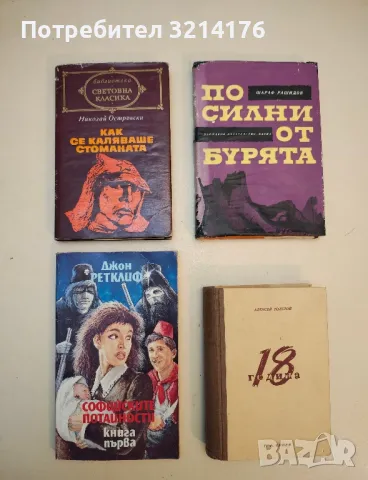 Потребител 3214176
библиотека
СВЕТОВНА
КЛАСИКА
Николай Островски
КАК
СЕ КАЛЯВАШЕ
СТОМАНАТА
ШАРАФ РАШИДОВ
ПО
СИЛНИ
ОТ
БУРЯТА
Джон
РЕТКЛИФ
СОФИЙСКИТЕ
ПОТАЙНОСТИ
книга
първа
АЛЕКСЕЙ ТОЛСТОЙ
18
година
bazar